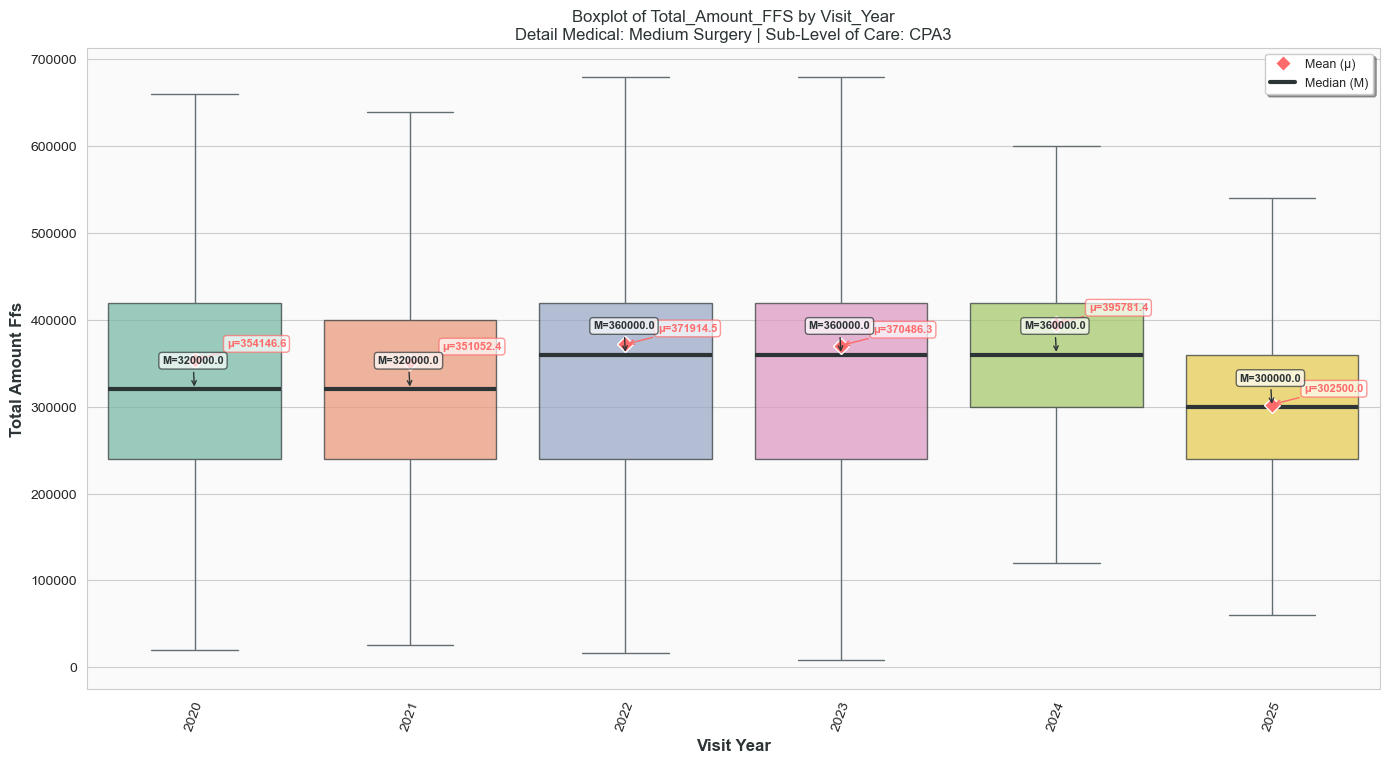 Boxplot of Total_Amount_FFS by Visit_Year
Detail Medical: Medium Surgery | Sub-Level of Care: CPA3
Mean (μ)
Median (M)
Total Amount Ffs
700000
600000
500000
400000
300000
200000
100000
0
μ=354146.6
M=320000.0
μ=351052.4
M=320000.0
M=360000.0
μ=371914.5
M=360000.0
μ=370486.3
μ=395781.4
M=360000.0
M=300000.0
μ=302500.0
2020
2021
2022
2023
2024
2025
Visit Year